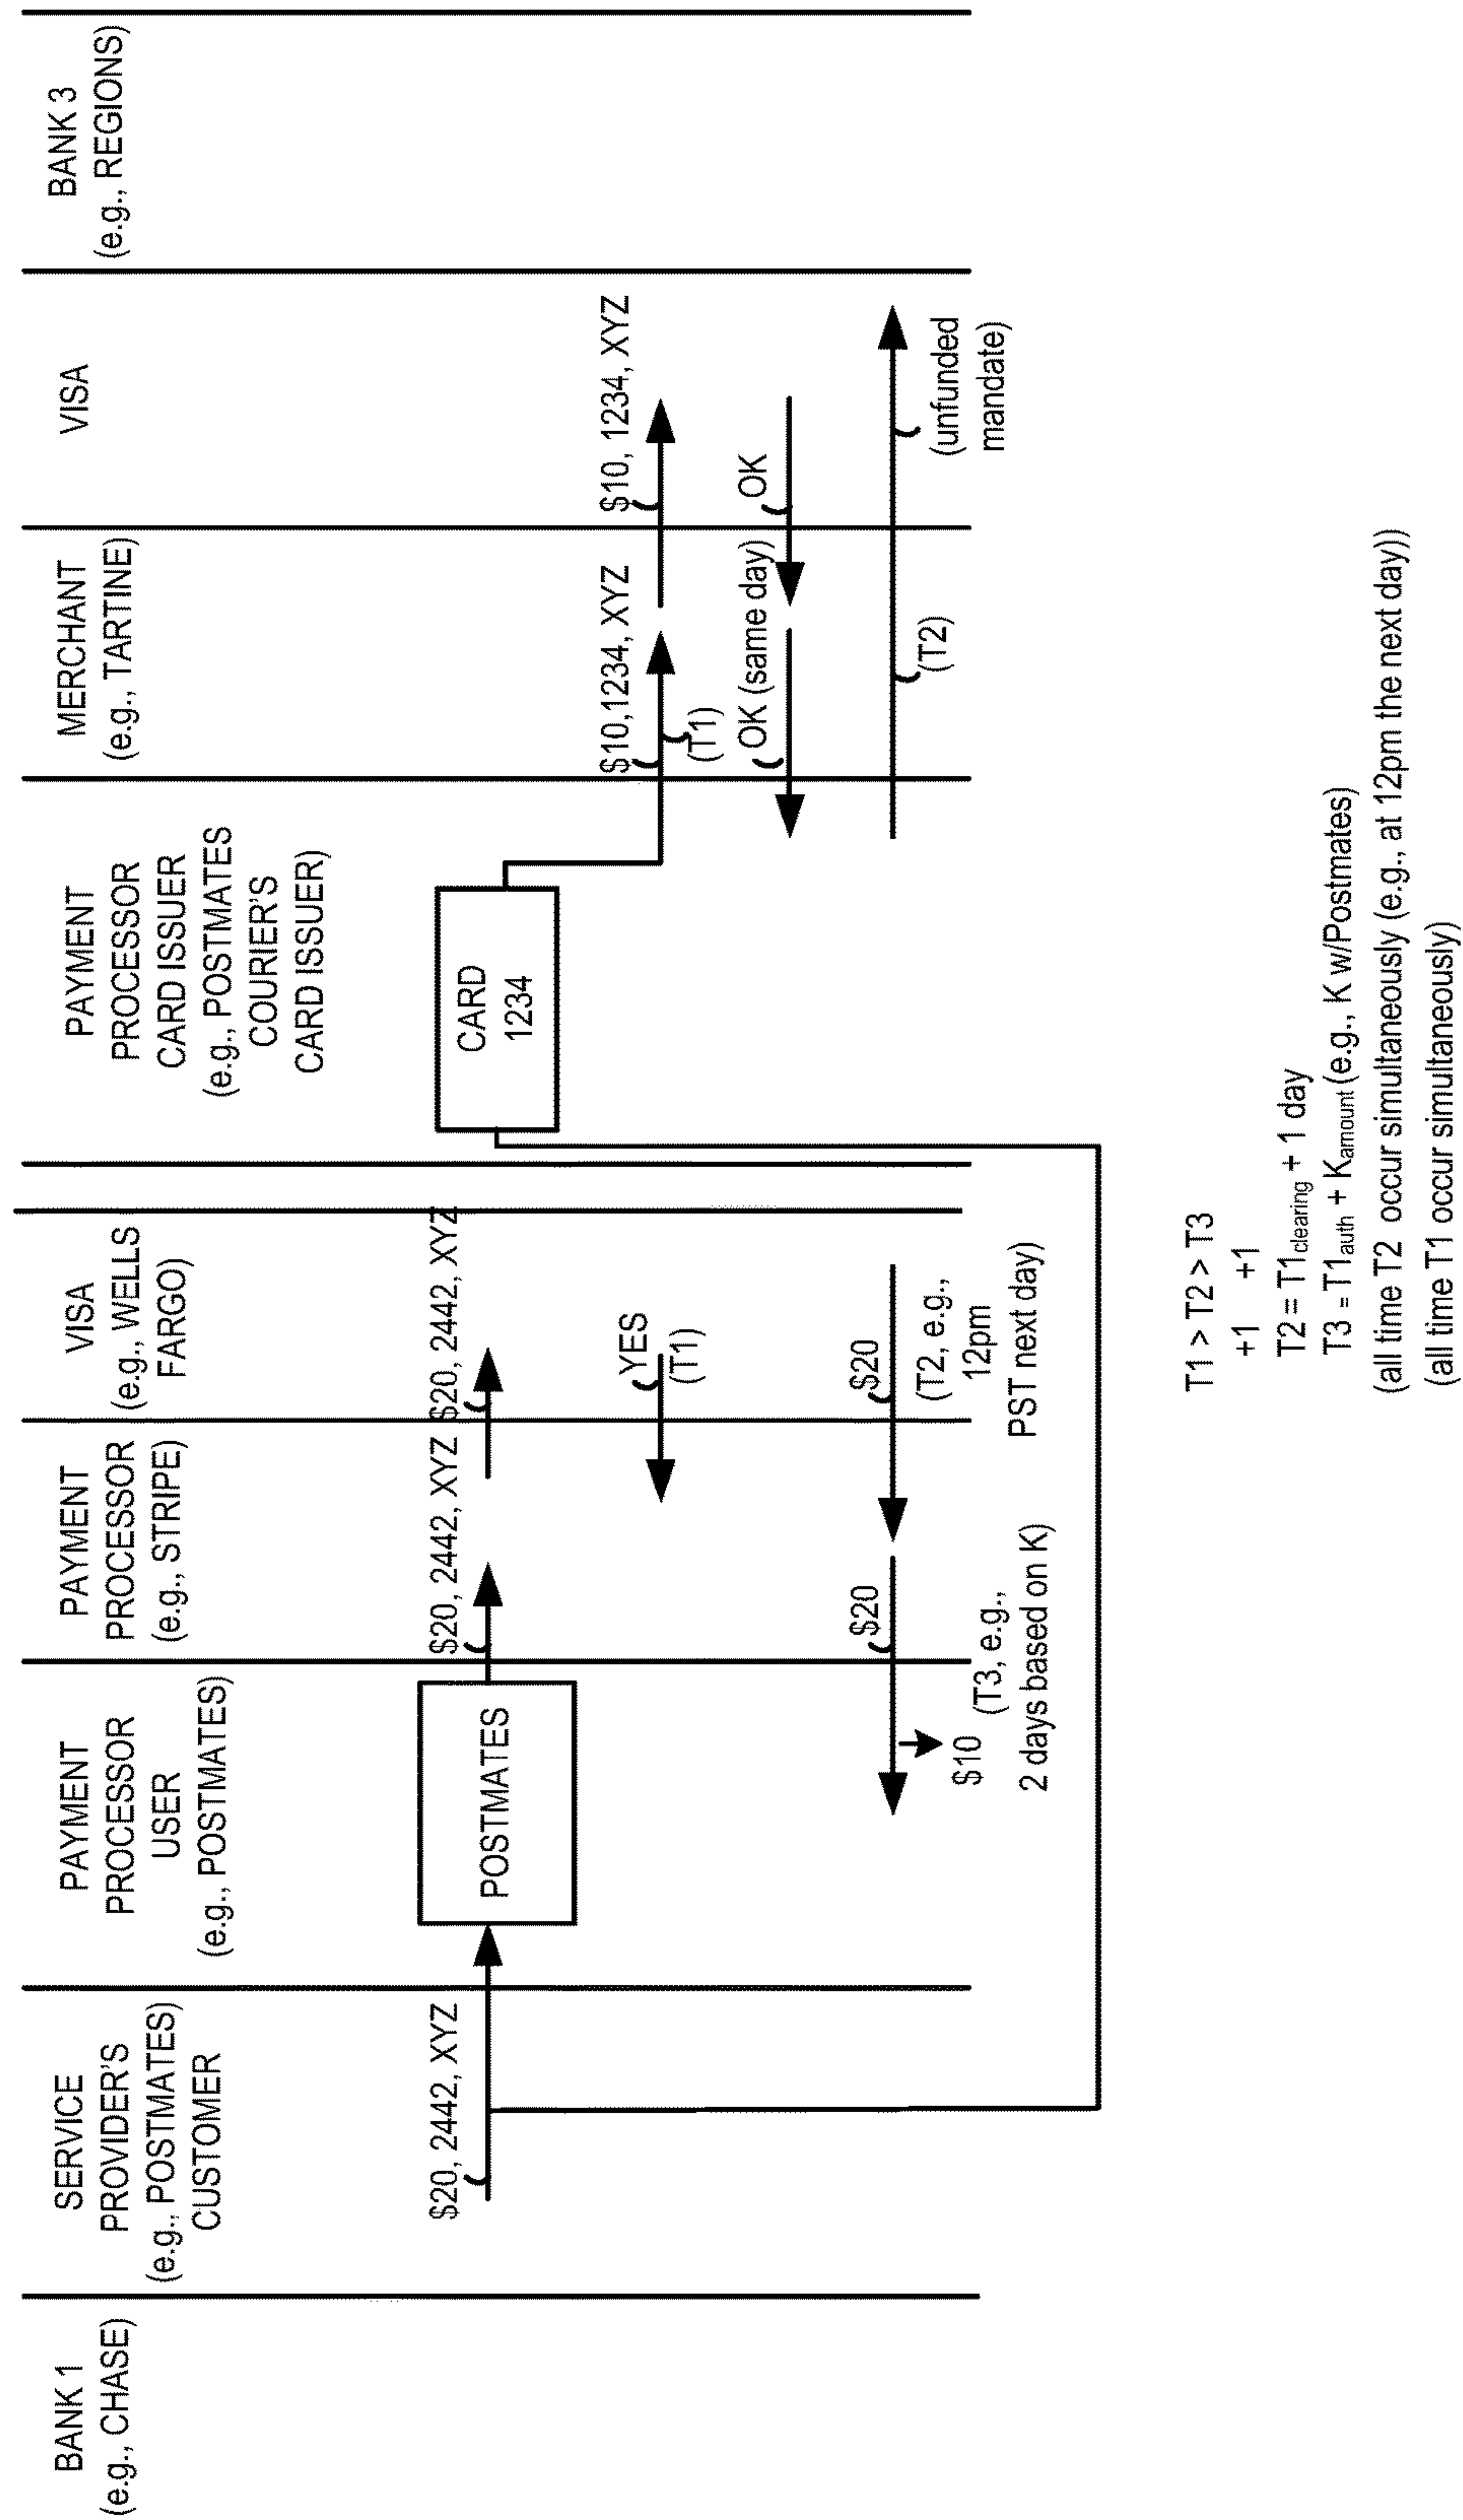 BANK 1
(e.g., CHASE)
SERVICE
PROVIDER'S
(e.g., POSTMATES)
CUSTOMER
PAYMENT
PROCESSOR
USER
(e.g., POSTMATES)
PAYMENT
PROCESSOR
(e.g., STRIPE)
VISA
(e.g., WELLS
FARGO)
PAYMENT
PROCESSOR
CARD ISSUER
(e.g., POSTMATES
COURIER'S
CARD ISSUER)
MERCHANT
(e.g., TARTINE)
VISA
BANK 3
(e.g., REGIONS)
$20, 2442, XYZ
POSTMATES
$20, 2442, XYZ
$20, 2442, XYZ
CARD
1234
YES
(T1)
$10,1234, XYZ
(T1)
$10, 1234, XYZ
OK (same day)
OK
$20
$10
(T3, e.g.,
2 days based on K)
$20
(T2, e.g.,
12pm
PST next day)
(T2)
(unfunded
mandate)
T1 > T2 > T3
+1 +1
T2 = T1clearing + 1 day
T3 = T1auth + Kamount (e.g., K w/Postmates)
(all time T2 occur simultaneously (e.g., at 12pm the next day))
(all time T1 occur simultaneously)